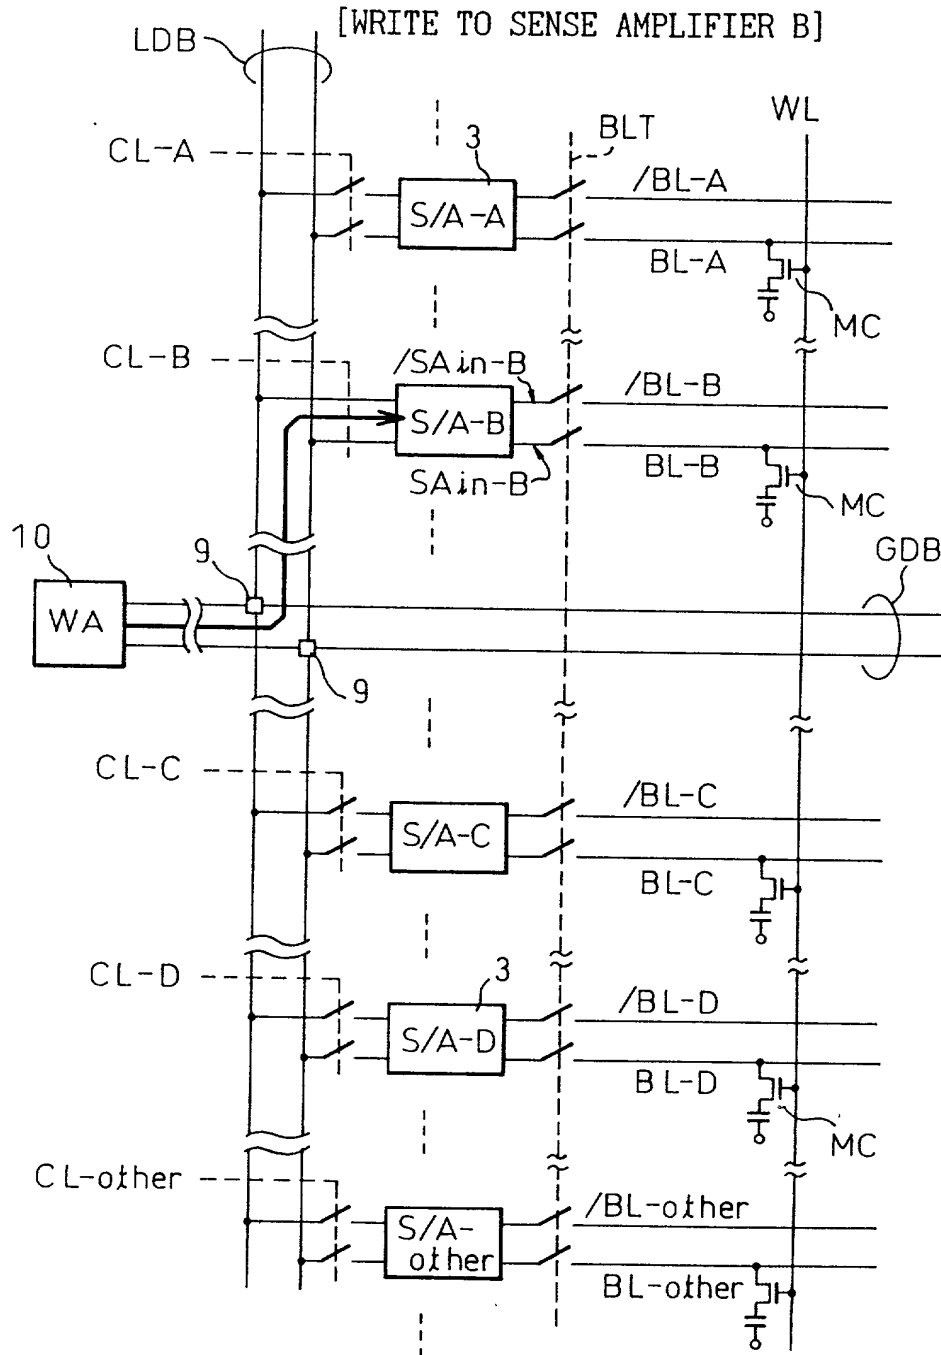 [WRITE TO SENSE AMPLIFIER B]
LDB
WL
CL-A
3
BLT
/BL-A
S/A-A
BL-A
MC
CL-B
/SAin-B
/BL-B
S/A-B
SAin-B
BL-B
MC
10
9
GDB
WA
9
CL-C
/BL-C
S/A-C
BL-C
CL-D
3
/BL-D
S/A-D
BL-D
MC
CL-other
/BL-other
S/A-
other
BL-other